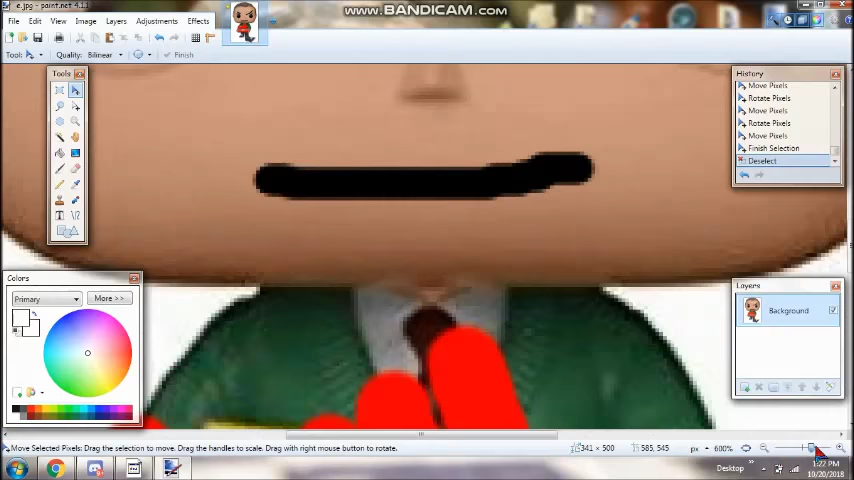 e.jpg - paint.net 4.1.1
WWW.BANDICAM.COM
File Edit View Image Layers Adjustments Effects
Tool: Quality: Bilinear Finish
Tools
History
Move Pixels
Rotate Pixels
Move Pixels
Rotate Pixels
Move Pixels
Finish Selection
Deselect
Colors
Primary
More >>
Layers
Background
Move Selected Pixels: Drag the selection to move. Drag the handles to scale. Drag with right mouse button to rotate.
341 × 500
585, 545
px
600%
Desktop
1:22 PM
10/20/2018